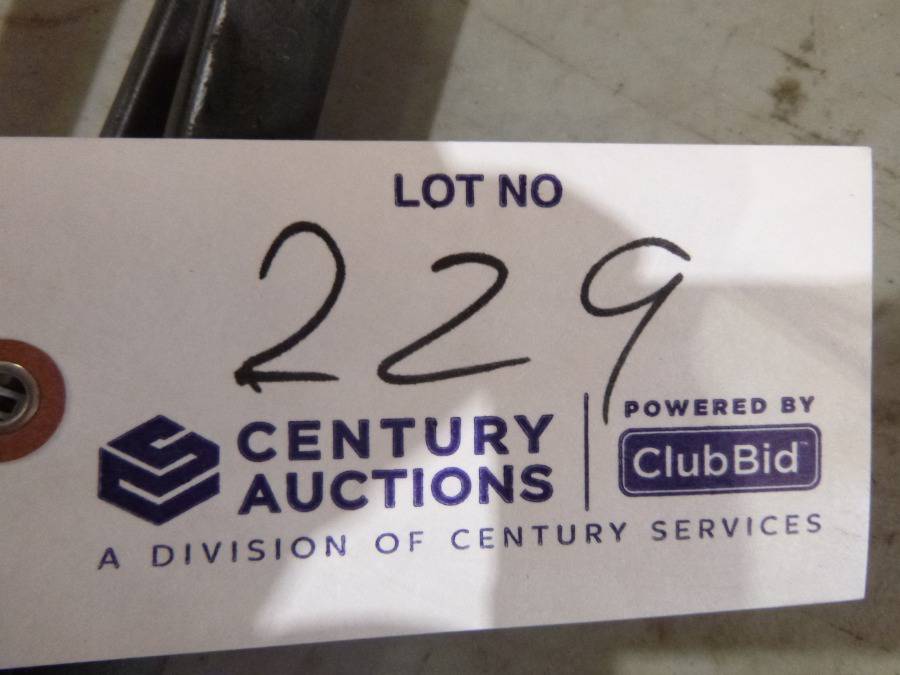 LOT NO
229
CENTURY
AUCTIONS
POWERED BY
ClubBid™
A DIVISION OF CENTURY SERVICES